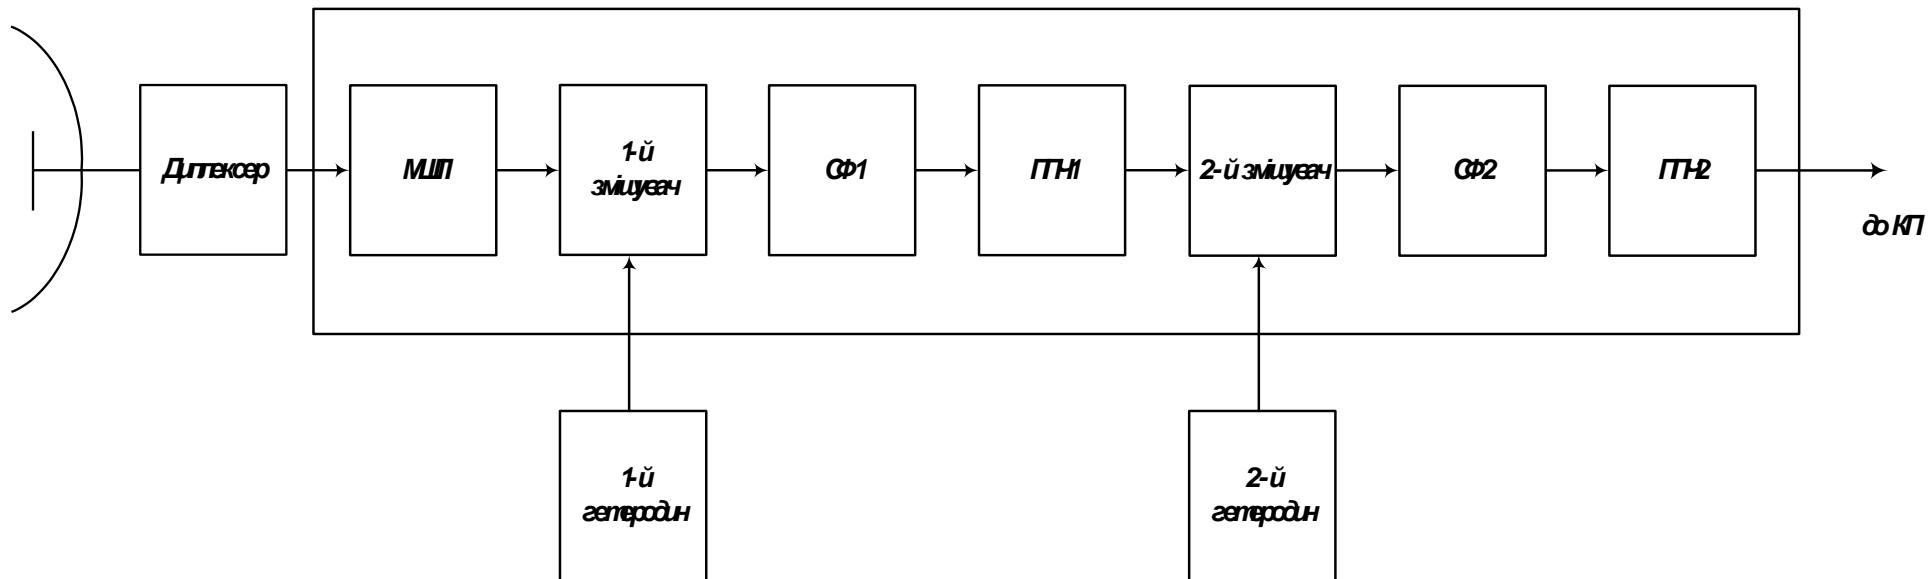 Диплексер
МШП
1-й
змішувач
СФ1
ППЧ1
2-й змішувач
СФ2
ППЧ2
до КП
1-й
гетеродин
2-й
гетеродин